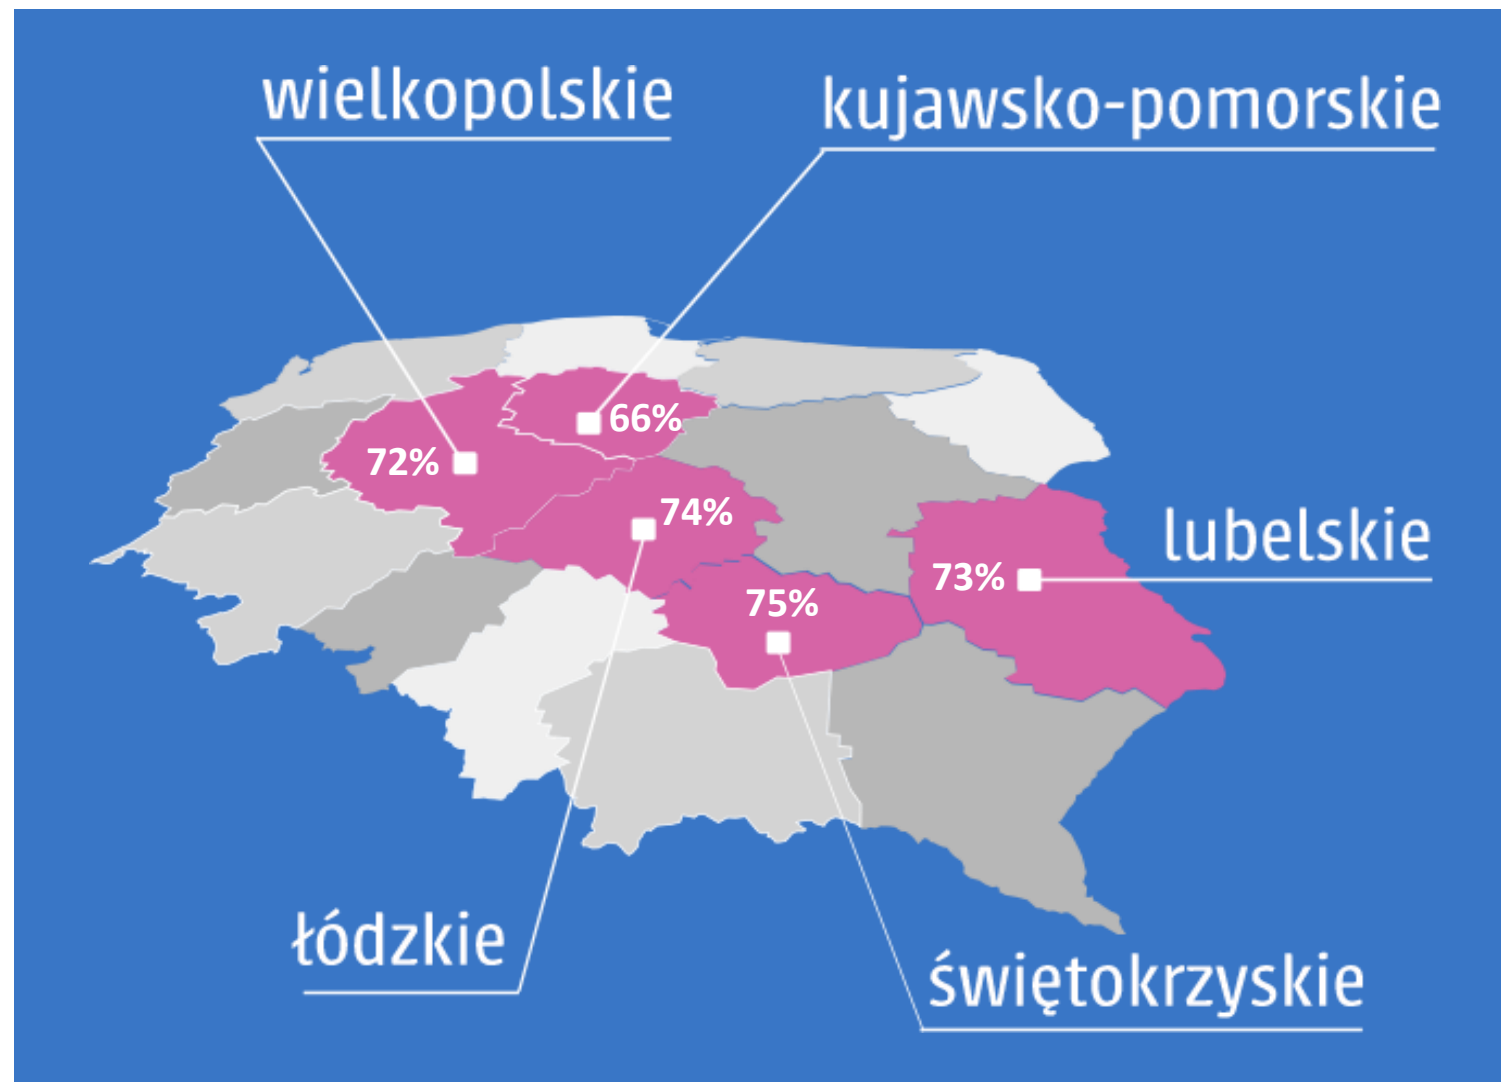 wielkopolskie
kujawsko-pomorskie
66%
72%
74%
lubelskie
73%
75%
łódzkie
świętokrzyskie